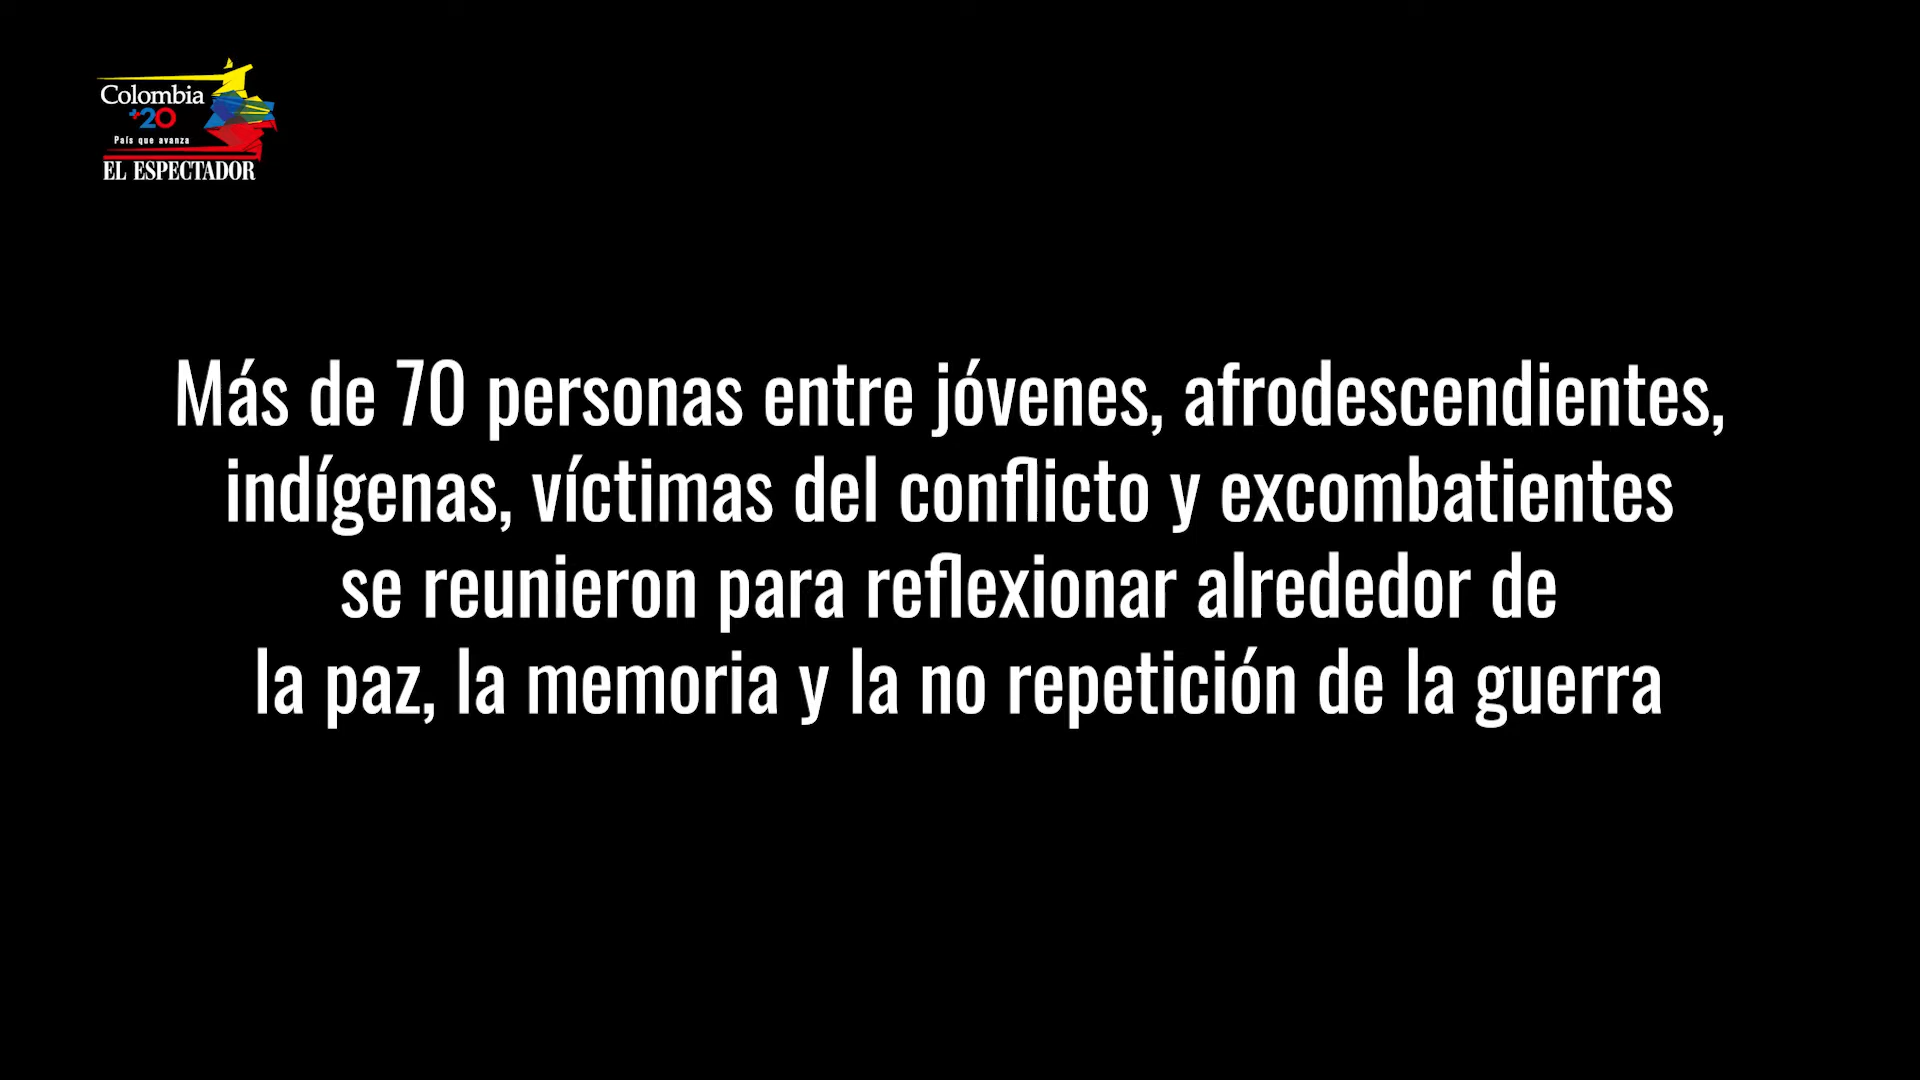 Colombia
+20
País que avanza
EL ESPECTADOR
Más de 70 personas entre jóvenes, afrodescendientes,
indígenas, víctimas del conflicto y excombatientes
se reunieron para reflexionar alrededor de
la paz, la memoria y la no repetición de la guerra